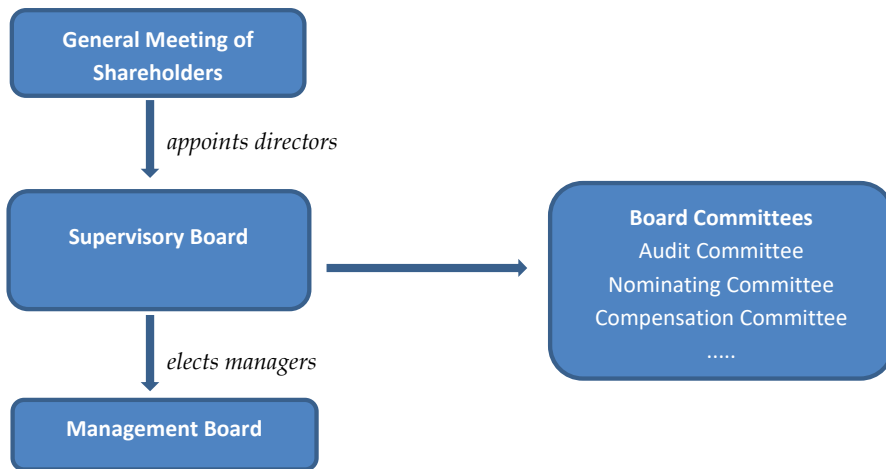 General Meeting of
Shareholders
appoints directors
Supervisory Board
Board Committees
Audit Committee
Nominating Committee
Compensation Committee
.....
elects managers
Management Board